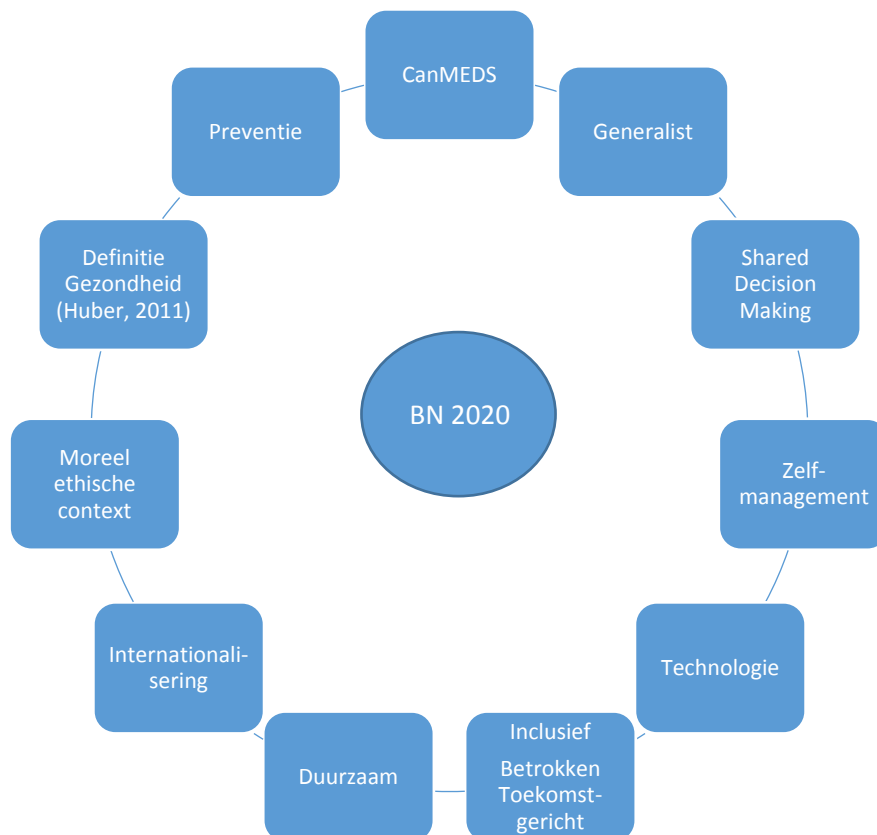 CanMEDS
Generalist
Shared
Decision
Making
Zelf-
management
Technologie
Inclusief
Betrokken
Toekomst-
gericht
Duurzaam
Internationali-
sering
Moreel
ethische
context
Definitie
Gezondheid
(Huber, 2011)
Preventie
BN 2020